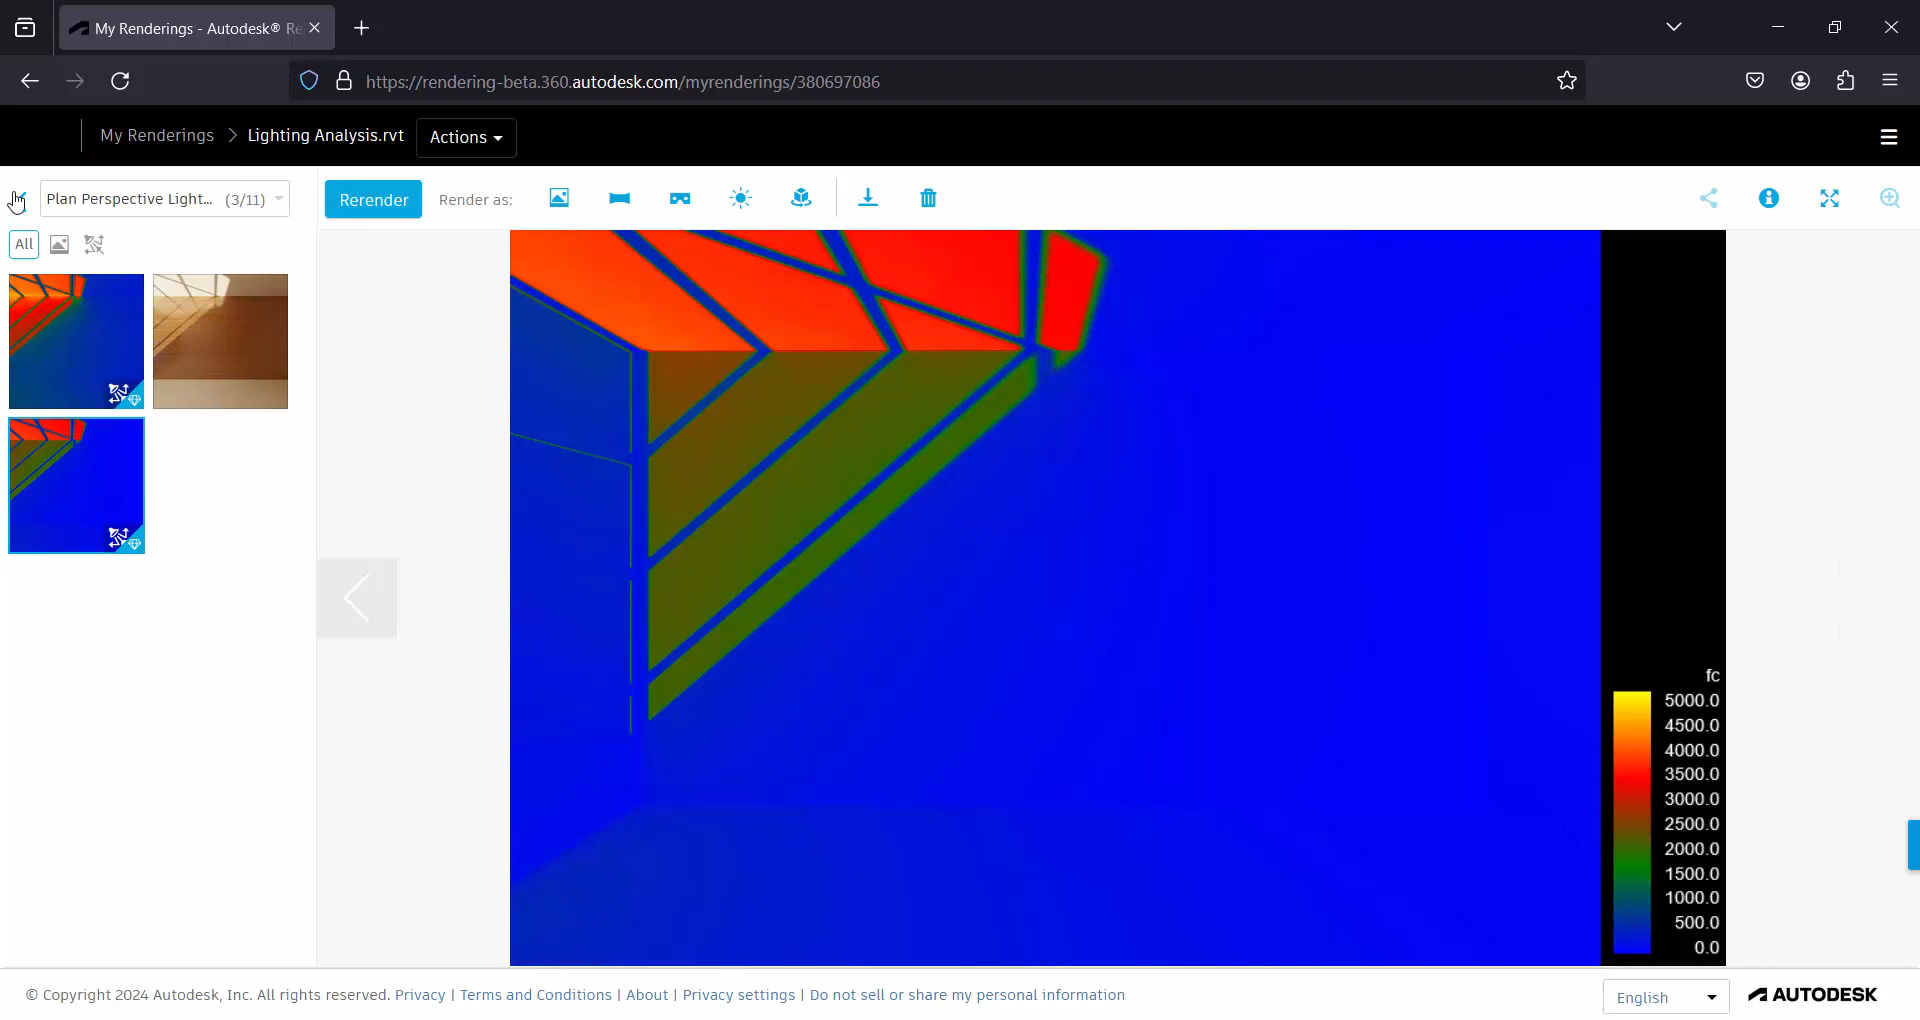 My Renderings - Autodesk® Re
https://rendering-beta.360.autodesk.com/myrenderings/380697086
My Renderings > Lighting Analysis.rvt Actions
Plan Perspective Light... (3/11)
Rerender Render as:
All
fc
5000.0
4500.0
4000.0
3500.0
3000.0
2500.0
2000.0
1500.0
1000.0
500.0
0.0
© Copyright 2024 Autodesk, Inc. All rights reserved. Privacy | Terms and Conditions | About | Privacy settings | Do not sell or share my personal information
English
AUTODESK